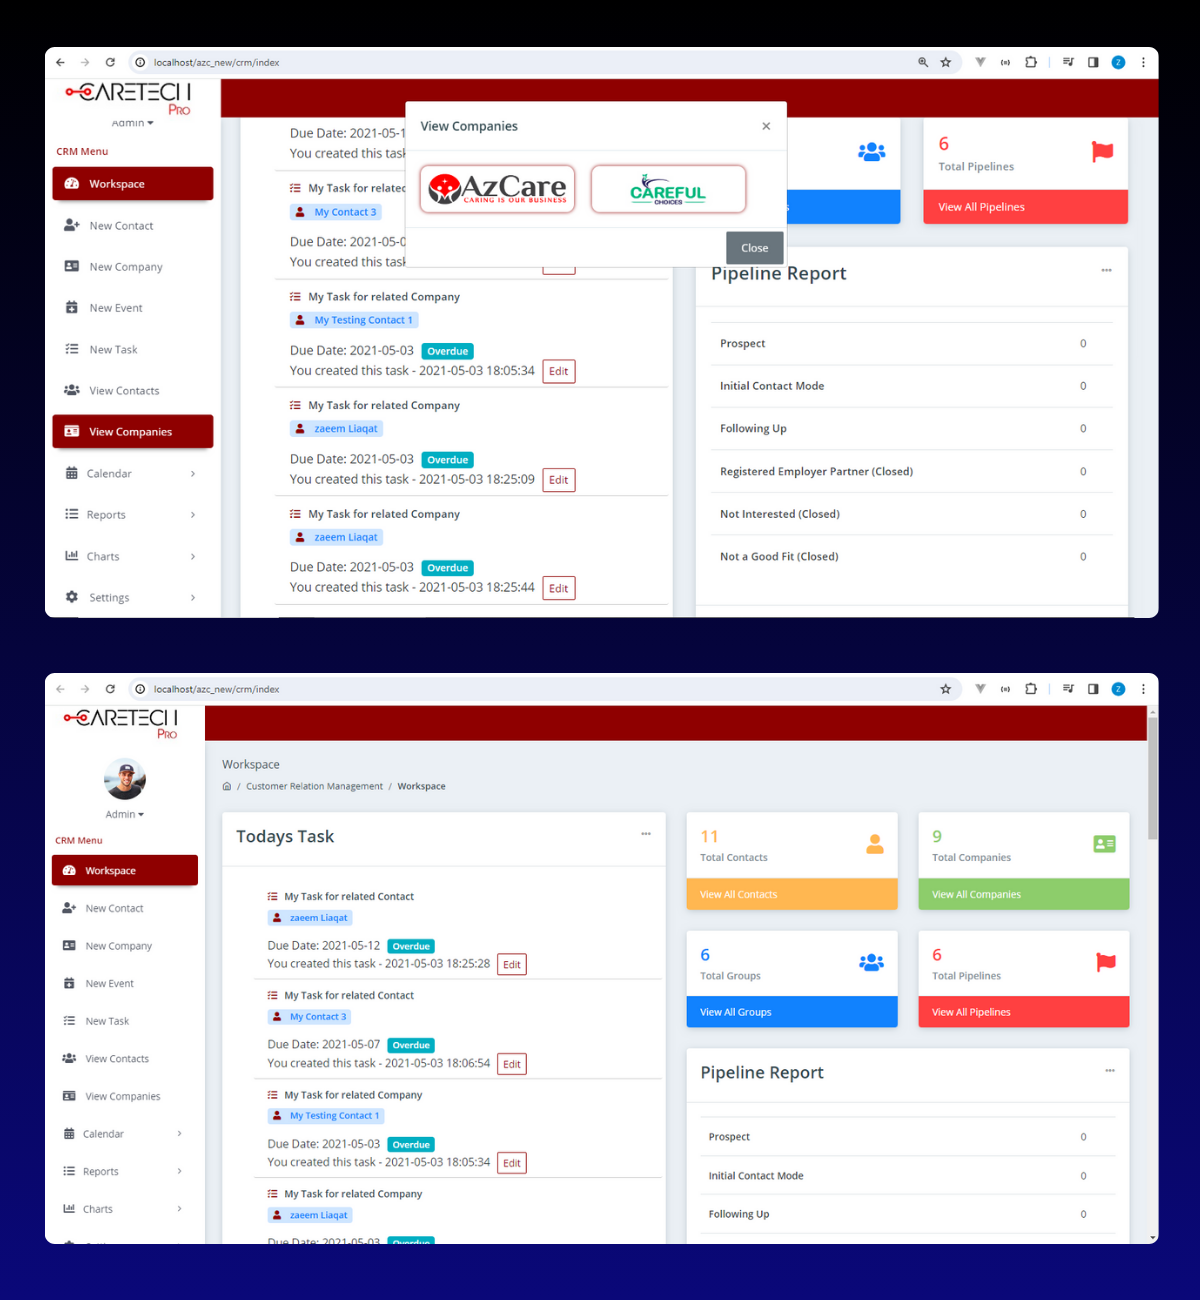 localhost/azc_new/crm/index
CARETECH
PRO
Admin
CRM Menu
Workspace
New Contact
New Company
New Event
New Task
View Contacts
View Companies
Calendar
Reports
Charts
Settings
Due Date: 2021-05-1
You created this task
My Task for related
My Contact 3
Due Date: 2021-05-0
You created this task
My Task for related Company
My Testing Contact 1
Due Date: 2021-05-03 Overdue
You created this task - 2021-05-03 18:05:34 Edit
My Task for related Company
zaeem Liaqat
Due Date: 2021-05-03 Overdue
You created this task - 2021-05-03 18:25:09 Edit
My Task for related Company
zaeem Liaqat
Due Date: 2021-05-03 Overdue
You created this task - 2021-05-03 18:25:44 Edit
View Companies ×
AzCare
CARING IS OUR BUSINESS
CAREFUL
CHOICES
Close
6
Total Pipelines
View All Pipelines
Pipeline Report
Prospect 0
Initial Contact Mode 0
Following Up 0
Registered Employer Partner (Closed) 0
Not Interested (Closed) 0
Not a Good Fit (Closed) 0
localhost/azc_new/crm/index
CARETECH
PRO
Admin
CRM Menu
Workspace
New Contact
New Company
New Event
New Task
View Contacts
View Companies
Calendar
Reports
Charts
Workspace
/ Customer Relation Management / Workspace
Todays Task
My Task for related Contact
zaeem Liaqat
Due Date: 2021-05-12 Overdue
You created this task - 2021-05-03 18:25:28 Edit
My Task for related Contact
My Contact 3
Due Date: 2021-05-07 Overdue
You created this task - 2021-05-03 18:06:54 Edit
My Task for related Company
My Testing Contact 1
Due Date: 2021-05-03 Overdue
You created this task - 2021-05-03 18:05:34 Edit
My Task for related Company
zaeem Liaqat
Due Date: 2021-05-03 Overdue
11
Total Contacts
View All Contacts
9
Total Companies
View All Companies
6
Total Groups
View All Groups
6
Total Pipelines
View All Pipelines
Pipeline Report
Prospect 0
Initial Contact Mode 0
Following Up 0